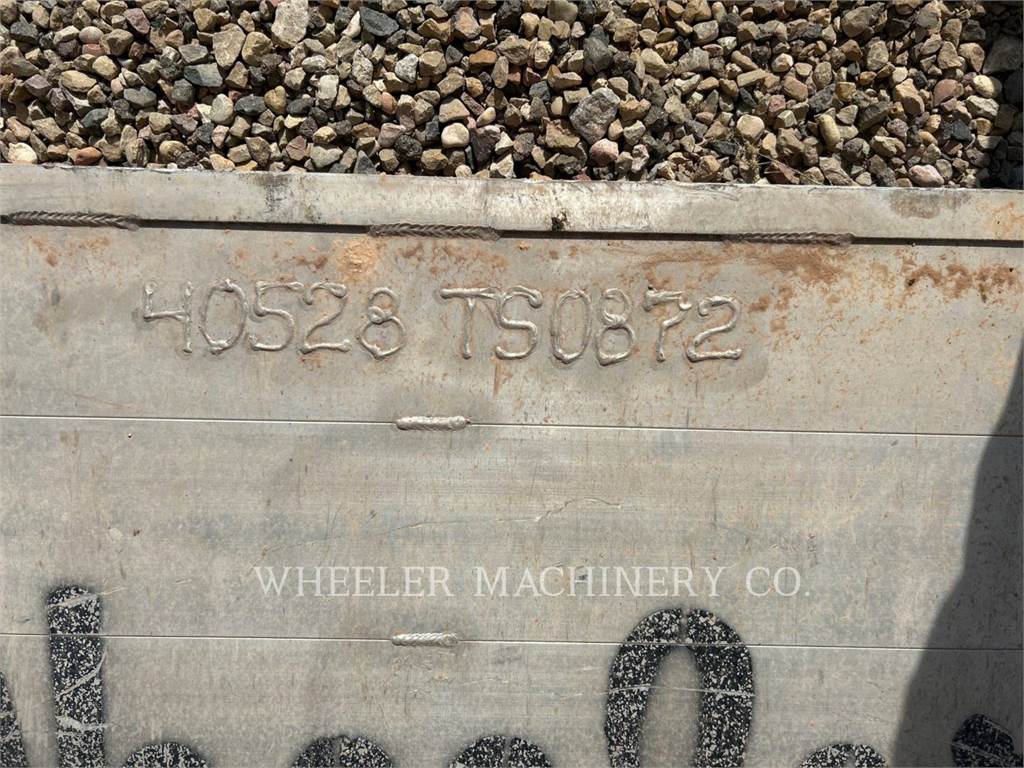 40528 TS0872
WHEELER MACHINERY CO.